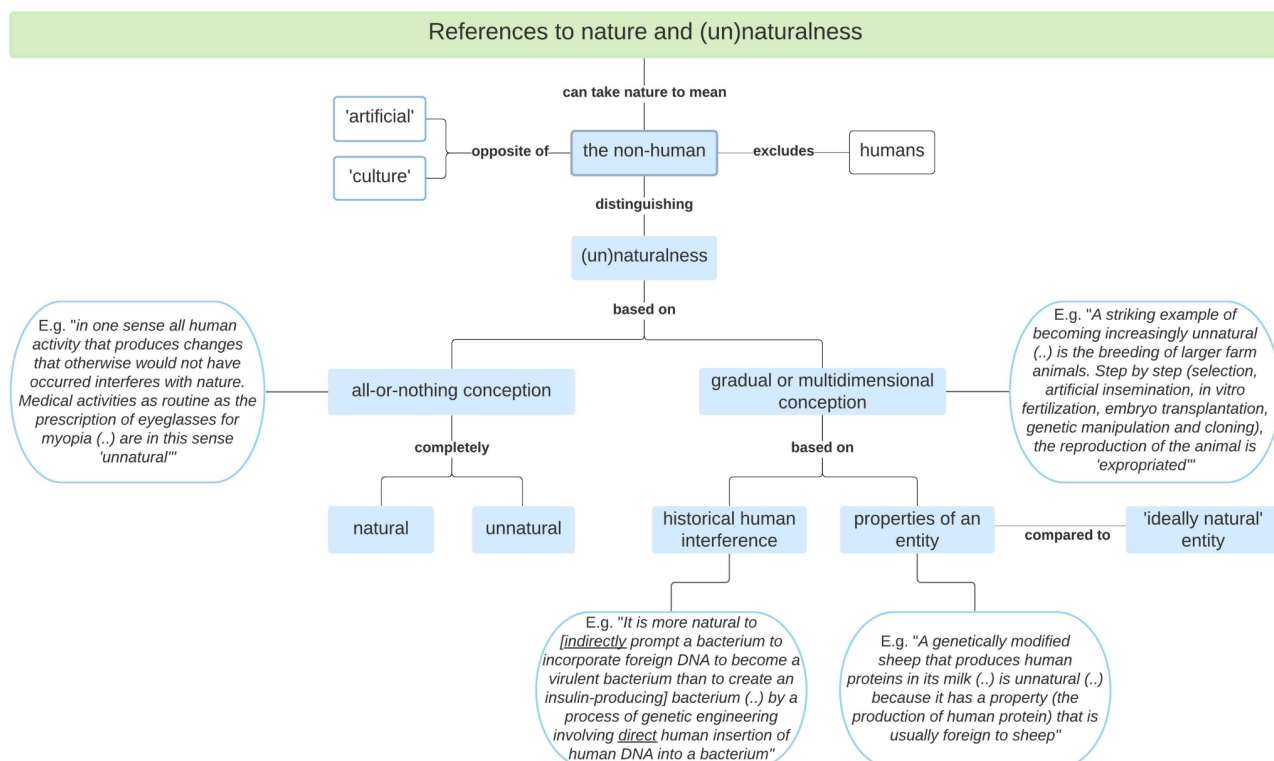 References to nature and (un)naturalness
can take nature to mean
'artificial'
'culture'
opposite of
the non-human
excludes
humans
distinguishing
(un)naturalness
based on
E.g. "in one sense all human
activity that produces changes
that otherwise would not have
occurred interferes with nature.
Medical activities as routine as the
prescription of eyeglasses for
myopia (..) are in this sense
'unnatural'"
all-or-nothing conception
gradual or multidimensional
conception
E.g. "A striking example of
becoming increasingly unnatural
(..) is the breeding of larger farm
animals. Step by step (selection,
artificial insemination, in vitro
fertilization, embryo transplantation,
genetic manipulation and cloning),
the reproduction of the animal is
'expropriated'"
completely
based on
natural
unnatural
historical human
interference
properties of an
entity
compared to
'ideally natural'
entity
E.g. "It is more natural to
[indirectly prompt a bacterium to
incorporate foreign DNA to become a
virulent bacterium than to create an
insulin-producing] bacterium (..) by a
process of genetic engineering
involving direct human insertion of
human DNA into a bacterium"
E.g. "A genetically modified
sheep that produces human
proteins in its milk (..) is unnatural (..)
because it has a property (the
production of human protein) that is
usually foreign to sheep"